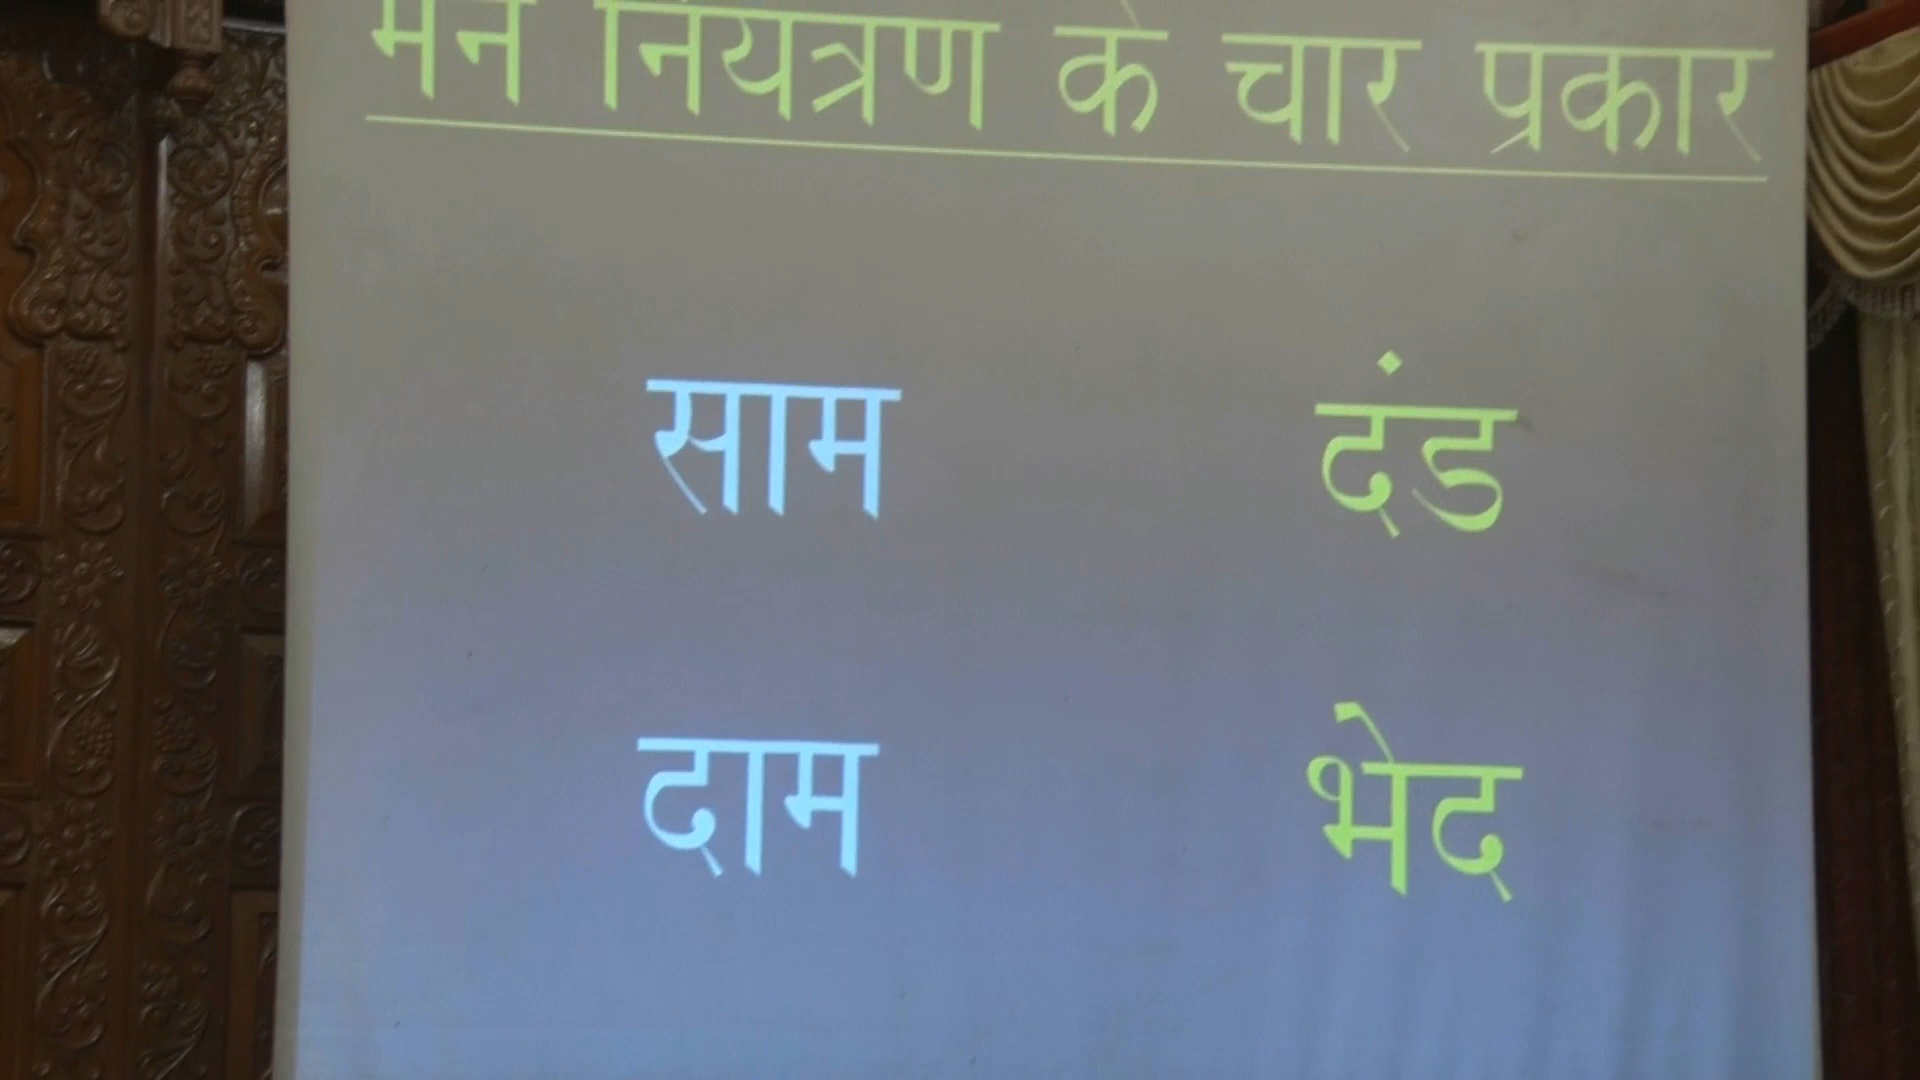 मन नियंत्रण के चार प्रकार
साम दंड
दाम भेद